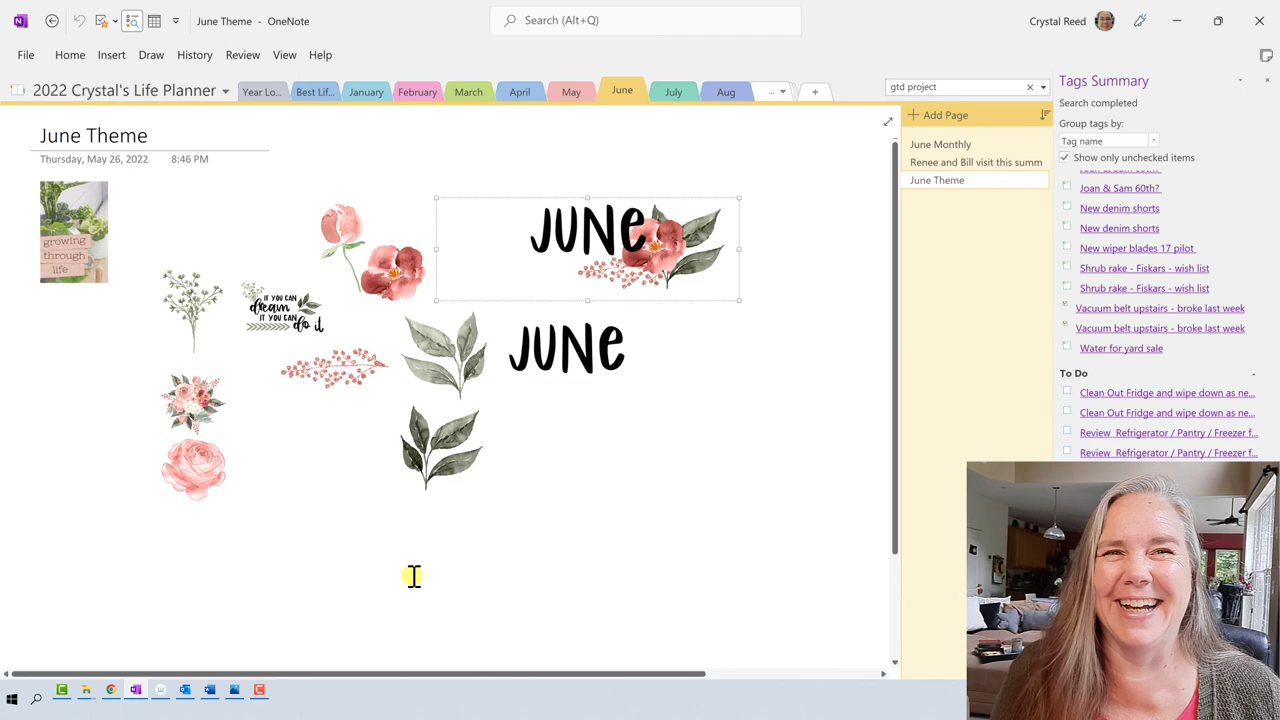 June Theme - OneNote
Search (Alt+Q)
Crystal Reed
File Home Insert Draw History Review View Help
2022 Crystal's Life Planner
Year Lo... Best Lif... January February March April May June July Aug ...
gtd project
Tags Summary
Search completed
Group tags by:
Tag name
Show only unchecked items
Add Page
June Monthly
Renee and Bill visit this summ
June Theme
June Theme
Thursday, May 26, 2022 8:46 PM
growing
through
life
JUNe
IF YOU CAN
dream
IT YOU CAN
do it
JUNe
Joan & Sam 60th?
Joan & Sam 60th?
New denim shorts
New denim shorts
New wiper blades 17 pilot
Shrub rake - Fiskars - wish list
Shrub rake - Fiskars - wish list
Vacuum belt upstairs - broke last week
Vacuum belt upstairs - broke last week
Water for yard sale
To Do
Clean Out Fridge and wipe down as ne...
Clean Out Fridge and wipe down as ne...
Review Refrigerator / Pantry / Freezer f...
Review Refrigerator / Pantry / Freezer f...